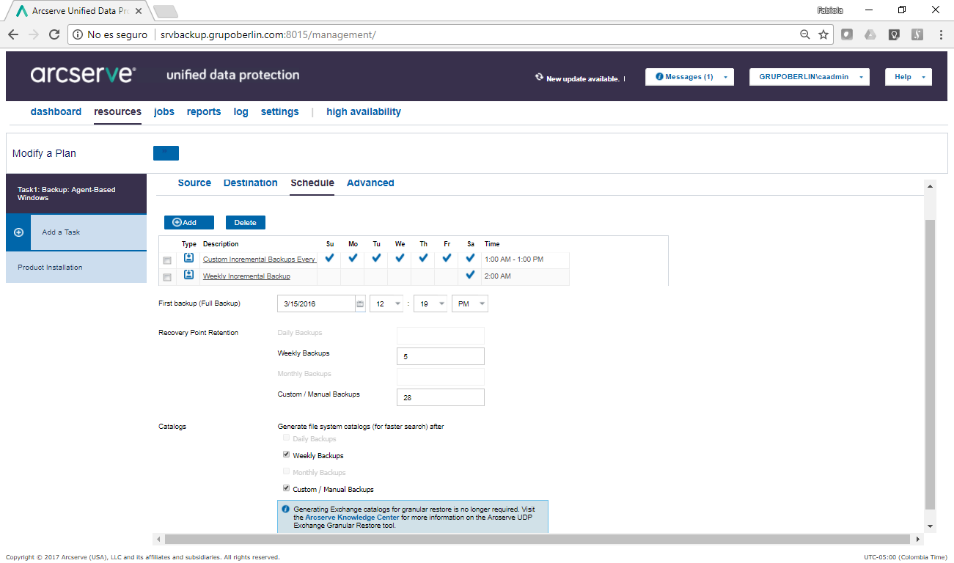 Arcserve Unified Data Pro
Fabiola
No es seguro | srvbackup.grupoberlin.com:8015/management/
arcserve® unified data protection
New update available. |
Messages (1)
GRUPOBERLIN\caadmin
Help
dashboard resources jobs reports log settings | high availability
Modify a Plan
Task1: Backup: Agent-Based
Windows
Add a Task
Product Installation
Source Destination Schedule Advanced
Add Delete
Type Description Su Mo Tu We Th Fr Sa Time
Custom Incremental Backups Every 1:00 AM - 1:00 PM
Weekly Incremental Backup 2:00 AM
First backup (Full Backup) 3/15/2016 12 : 19 PM
Recovery Point Retention Daily Backups
Weekly Backups 5
Monthly Backups
Custom / Manual Backups 28
Catalogs Generate file system catalogs (for faster search) after
Daily Backups
Weekly Backups
Monthly Backups
Custom / Manual Backups
Generating Exchange catalogs for granular restore is no longer required. Visit
the Arcserve Knowledge Center for more information on the Arcserve UDP
Exchange Granular Restore tool.
Copyright © 2017 Arcserve (USA), LLC and its affiliates and subsidiaries. All rights reserved. UTC-05:00 (Colombia Time)